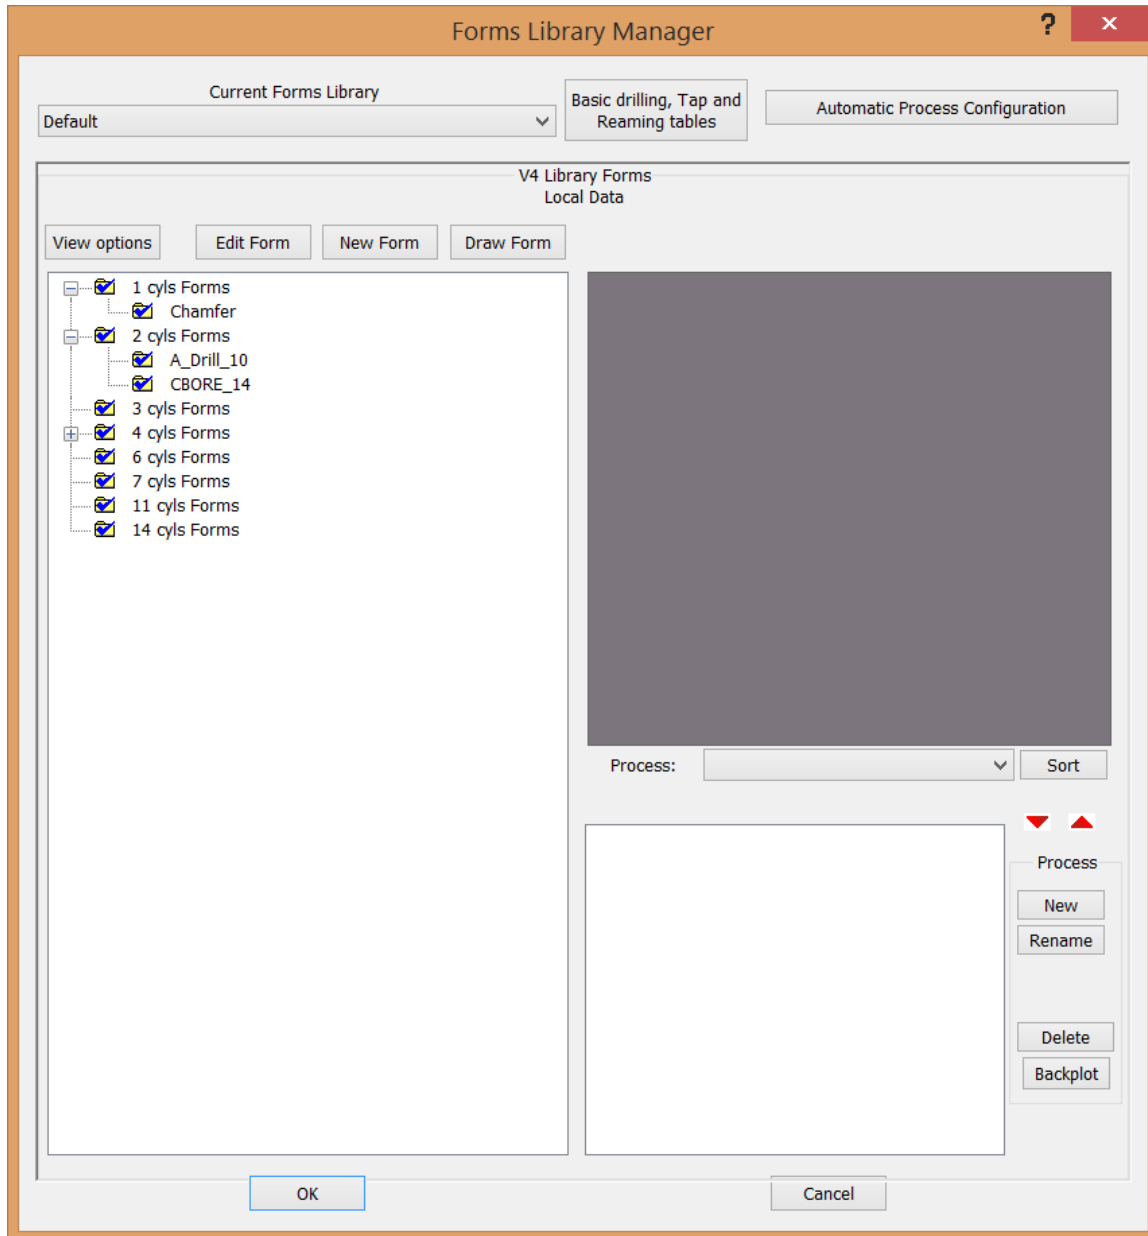 Forms Library Manager
?
x
Current Forms Library
Default
Basic drilling, Tap and
Reaming tables
Automatic Process Configuration
V4 Library Forms
Local Data
View options
Edit Form
New Form
Draw Form
1 cyls Forms
Chamfer
2 cyls Forms
A_Drill_10
CBORE_14
3 cyls Forms
4 cyls Forms
6 cyls Forms
7 cyls Forms
11 cyls Forms
14 cyls Forms
Process:
Sort
Process
New
Rename
Delete
Backplot
OK
Cancel